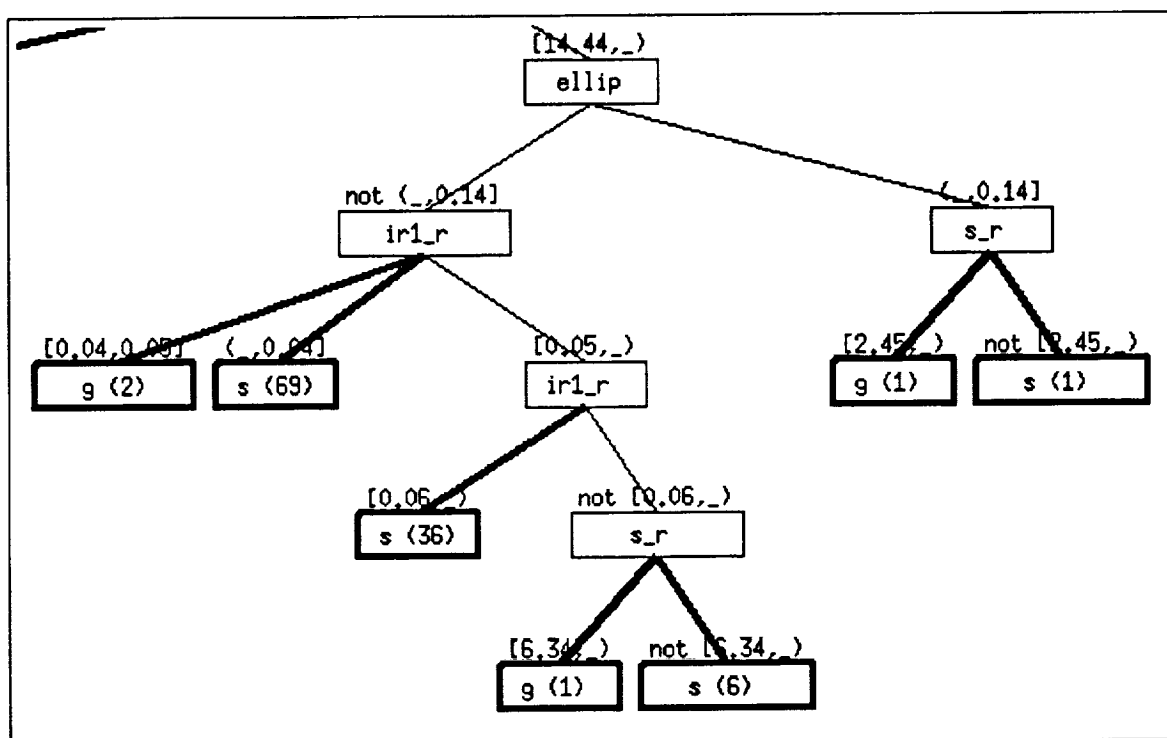 [14.44,_)
ellip
not (_,0.14] (_,0.14]
ir1_r s_r
[0.04,0.05] (_,0.04] [0.05,_) [2.45,_) not [2.45,_)
g (2) s (69) ir1_r g (1) s (1)
[0.06,_) not [0.06,_)
s (36) s_r
[6.34,_) not [6.34,_)
g (1) s (6)